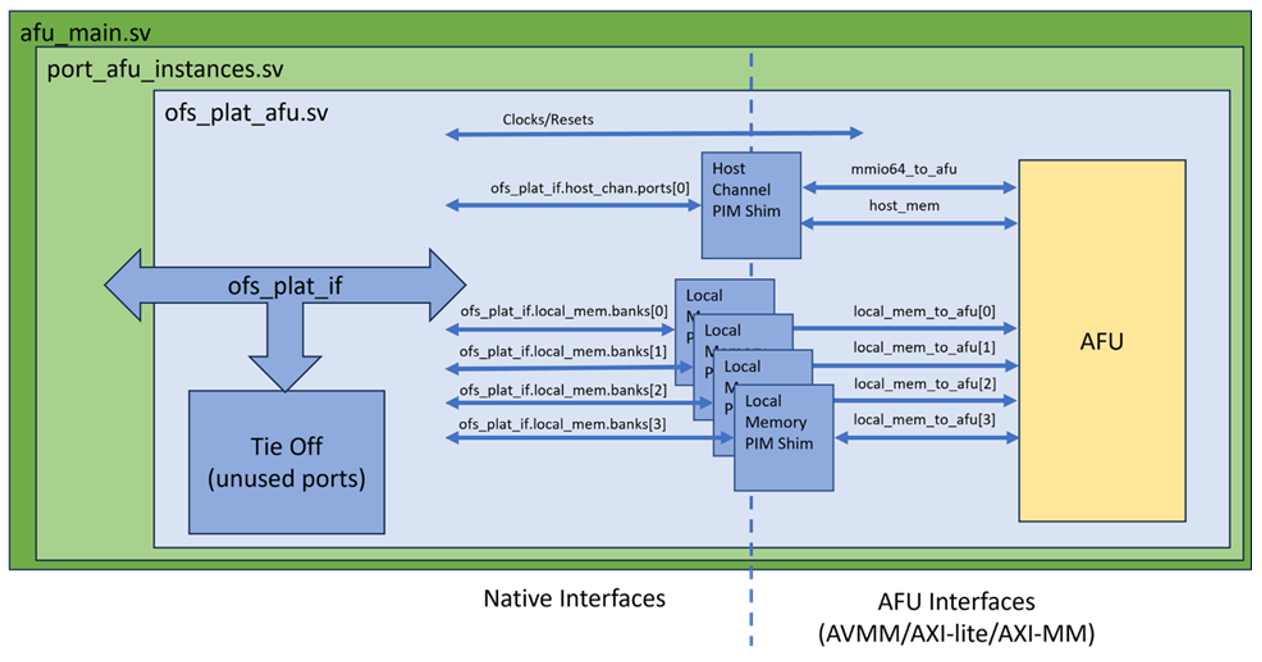 afu_main.sv
port_afu_instances.sv
ofs_plat_afu.sv
Clocks/Resets
Host
Channel
PIM Shim
ofs_plat_if.host_chan.ports[0]
mmio64_to_afu
host_mem
ofs_plat_if
Tie Off
(unused ports)
ofs_plat_if.local_mem.banks[0]
ofs_plat_if.local_mem.banks[1]
ofs_plat_if.local_mem.banks[2]
ofs_plat_if.local_mem.banks[3]
Local
M
P
Local
Memory
P
Local
M
P
Local
Memory
PIM Shim
local_mem_to_afu[0]
local_mem_to_afu[1]
local_mem_to_afu[2]
local_mem_to_afu[3]
AFU
Native Interfaces
AFU Interfaces
(AVMM/AXI-lite/AXI-MM)